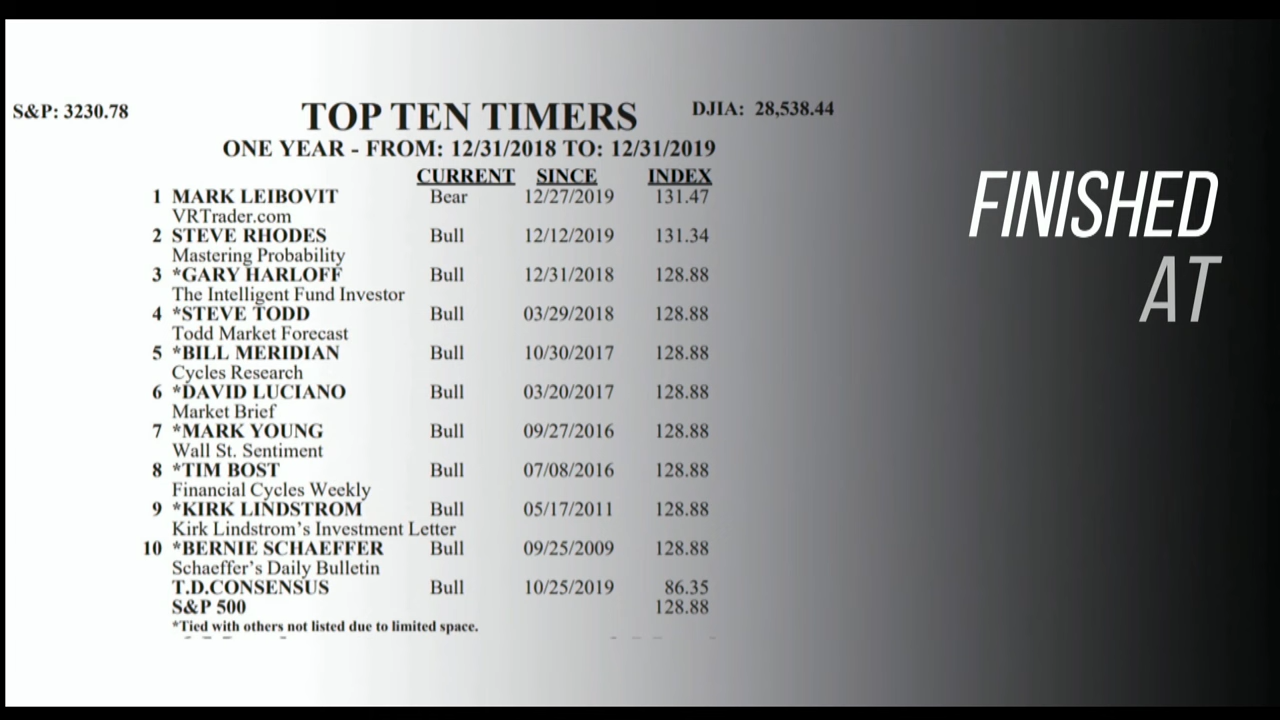 S&P: 3230.78
TOP TEN TIMERS
DJIA: 28,538.44
ONE YEAR - FROM: 12/31/2018 TO: 12/31/2019
CURRENT SINCE INDEX
1 MARK LEIBOVIT Bear 12/27/2019 131.47
VRTrader.com
2 STEVE RHODES Bull 12/12/2019 131.34
Mastering Probability
3 *GARY HARLOFF Bull 12/31/2018 128.88
The Intelligent Fund Investor
4 *STEVE TODD Bull 03/29/2018 128.88
Todd Market Forecast
5 *BILL MERIDIAN Bull 10/30/2017 128.88
Cycles Research
6 *DAVID LUCIANO Bull 03/20/2017 128.88
Market Brief
7 *MARK YOUNG Bull 09/27/2016 128.88
Wall St. Sentiment
8 *TIM BOST Bull 07/08/2016 128.88
Financial Cycles Weekly
9 *KIRK LINDSTROM Bull 05/17/2011 128.88
Kirk Lindstrom's Investment Letter
10 *BERNIE SCHAEFFER Bull 09/25/2009 128.88
Schaeffer's Daily Bulletin
T.D.CONSENSUS Bull 10/25/2019 86.35
S&P 500 128.88
*Tied with others not listed due to limited space.
FINISHED
AT